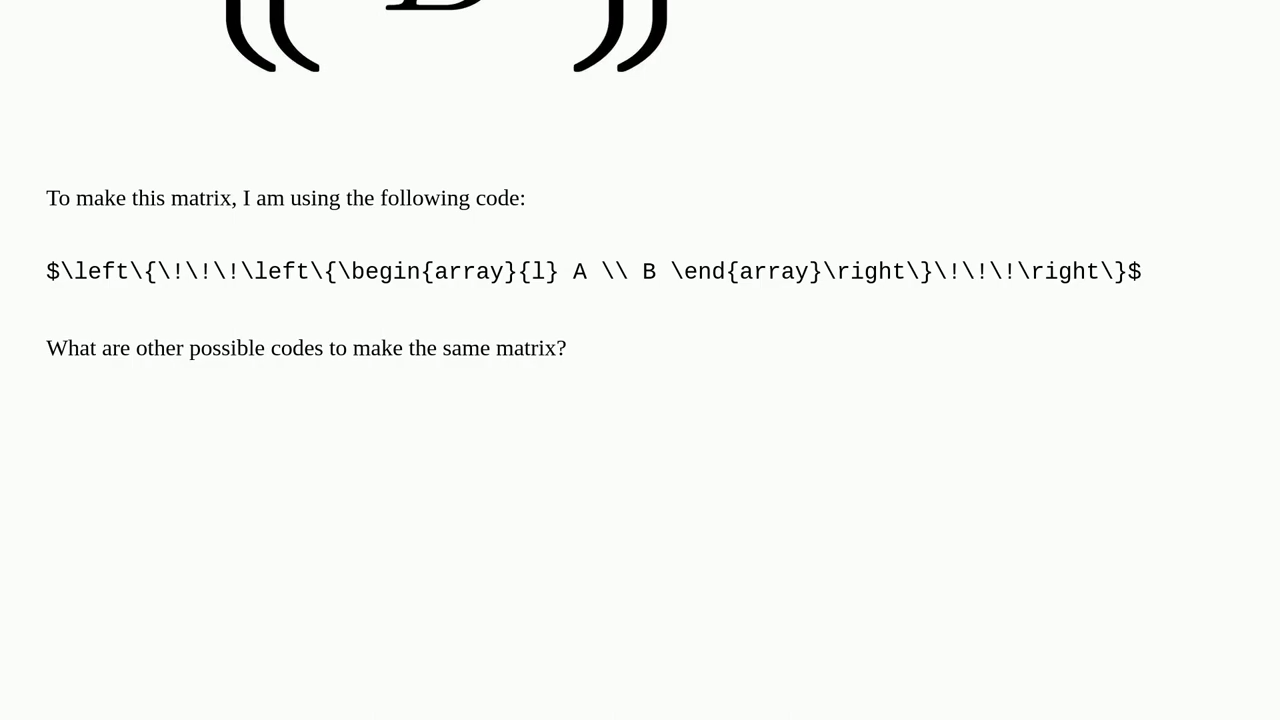 ((B))
To make this matrix, I am using the following code:
$\left\{\!\!\!\left\{\begin{array}{l} A \\ B \end{array}\right\}\!\!\!\right\}$
What are other possible codes to make the same matrix?